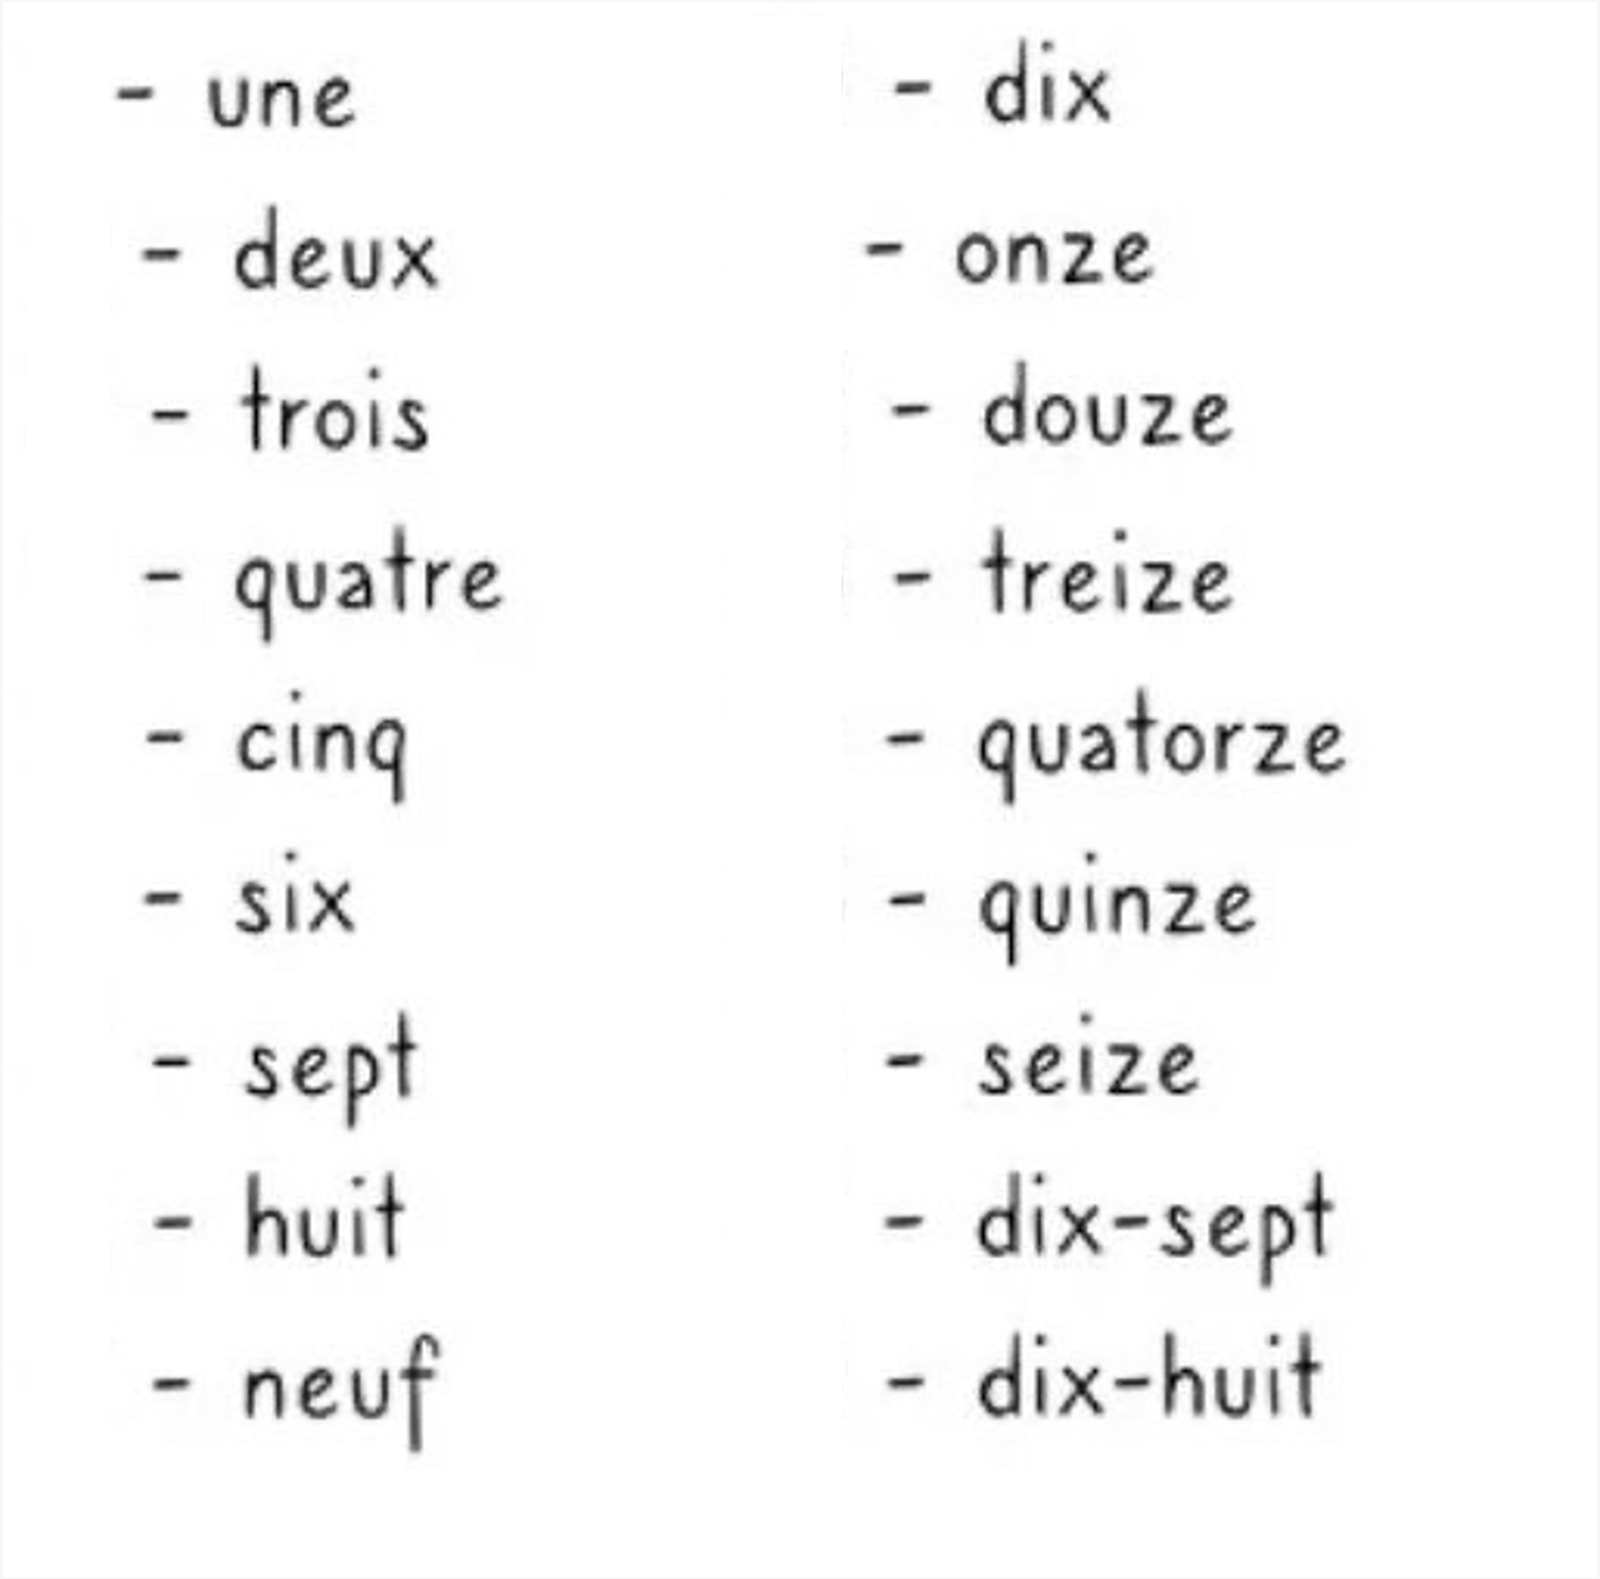 - une
- deux
- trois
- quatre
- cinq
- six
- sept
- huit
- neuf
- dix
- onze
- douze
- treize
- quatorze
- quinze
- seize
- dix-sept
- dix-huit